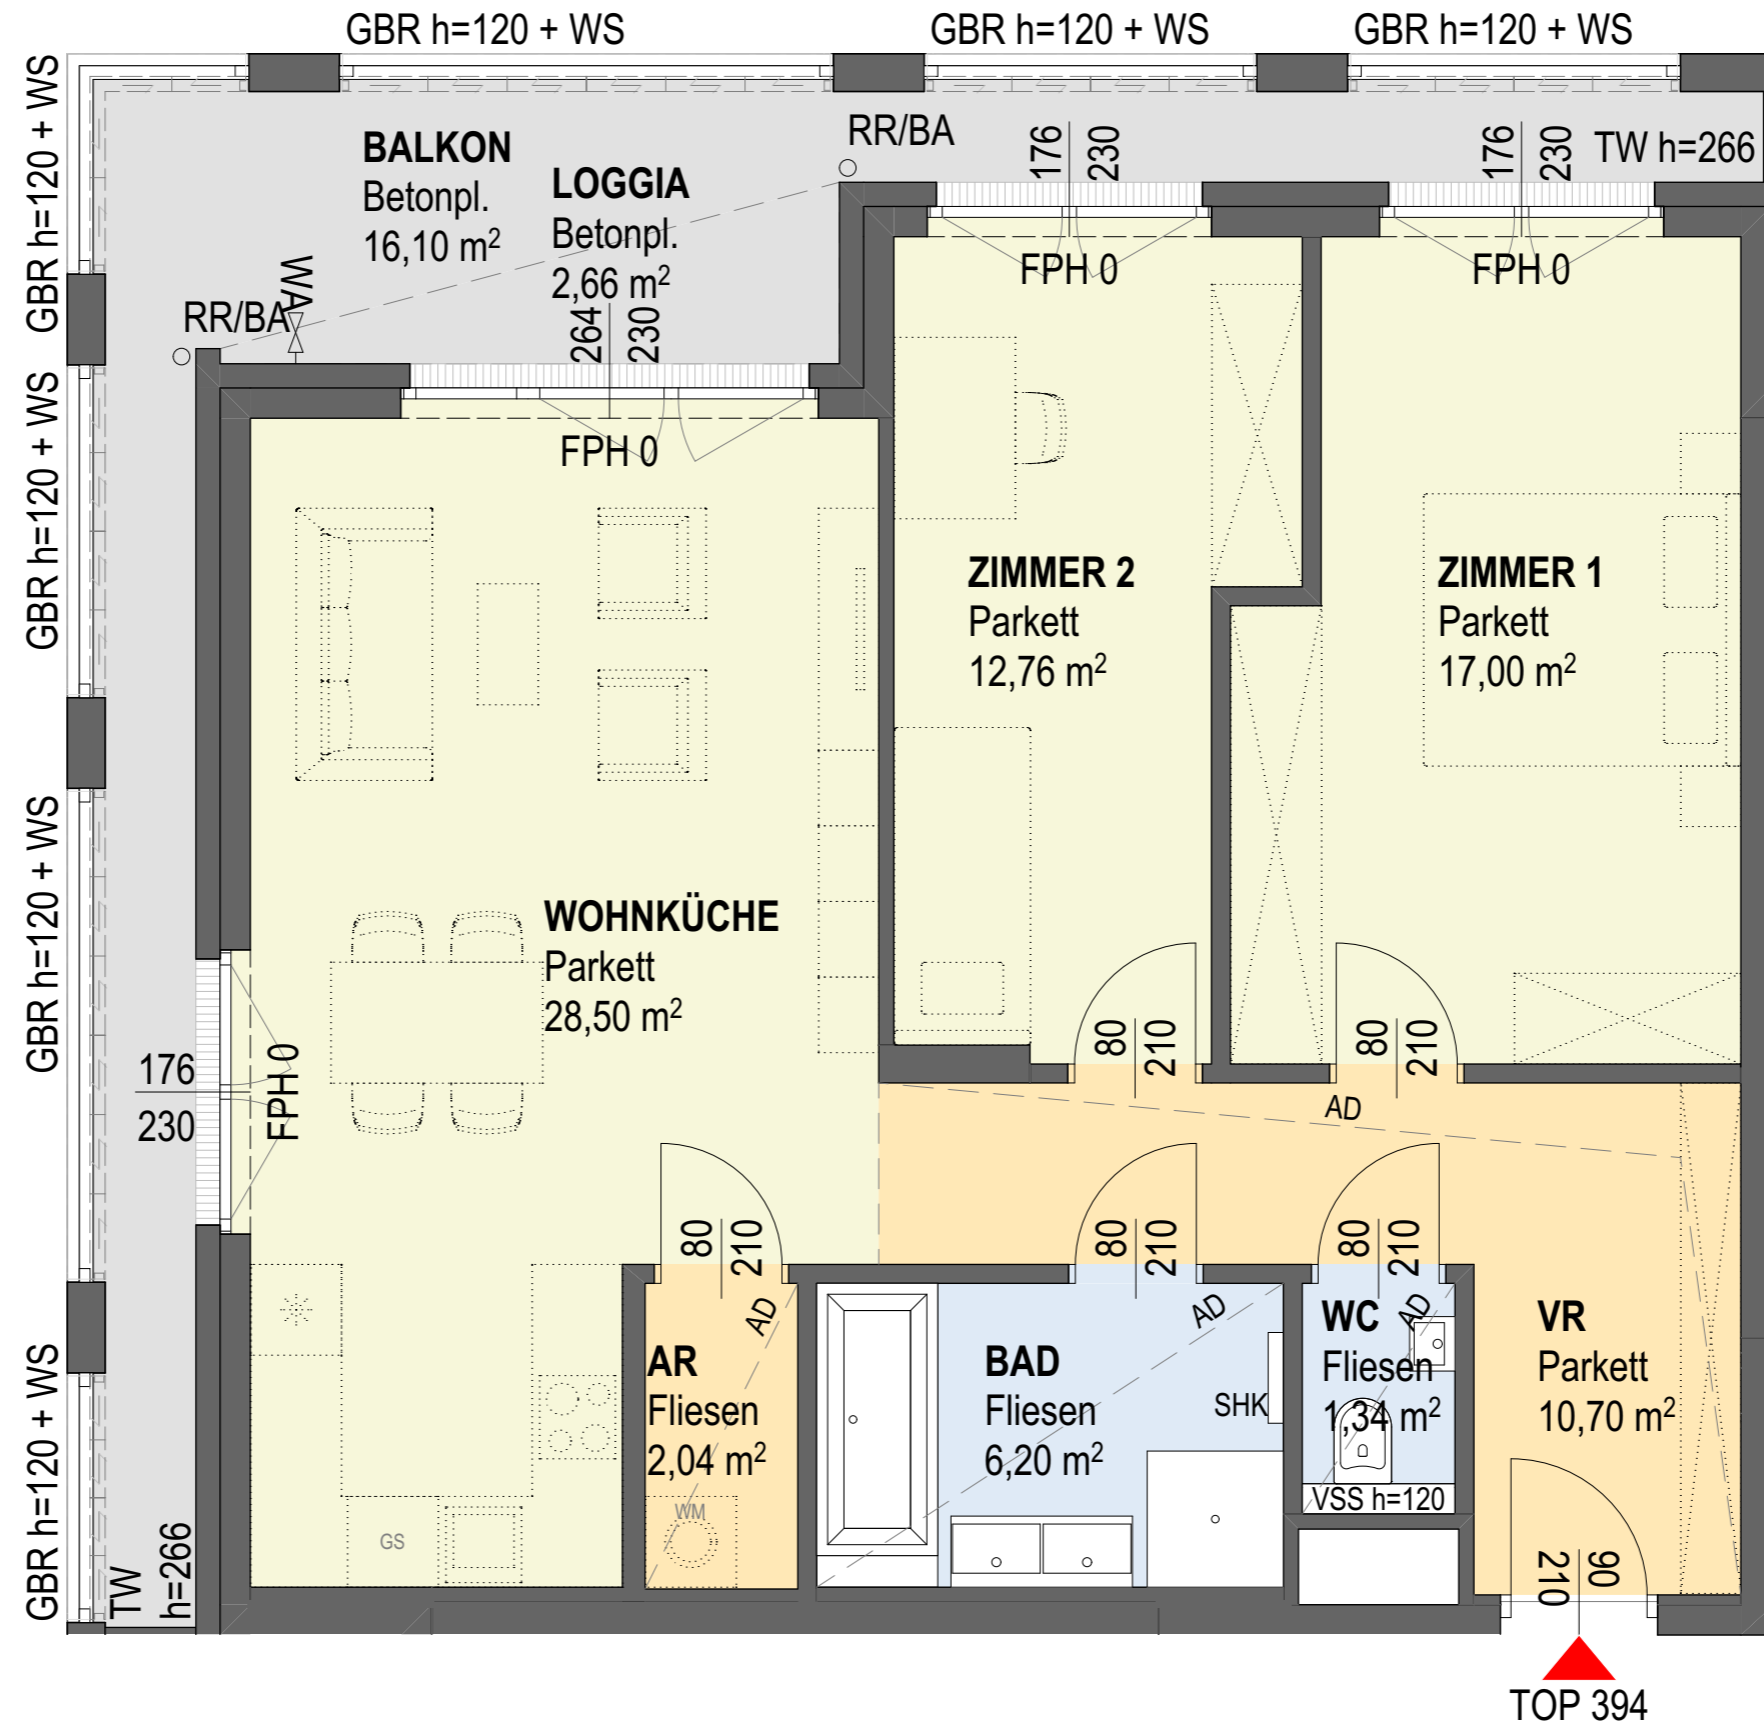 GBR h=120 + WS
GBR h=120 + WS
GBR h=120 + WS
GBR h=120 + WS
GBR h=120 + WS
GBR h=120 + WS
GBR h=120 + WS
BALKON
Betonpl.
16,10 m²
LOGGIA
Betonpl.
2,66 m²
RR/BA
RR/BA
WA
176
230
176
230
TW h=266
264
230
FPH 0
FPH 0
FPH 0
ZIMMER 2
Parkett
12,76 m²
ZIMMER 1
Parkett
17,00 m²
WOHNKÜCHE
Parkett
28,50 m²
176
230
FPH 0
80
210
80
210
AD
80
210
80
210
80
210
AD
AD
AD
AR
Fliesen
2,04 m²
WM
GS
BAD
Fliesen
6,20 m²
SHK
WC
Fliesen
1,34 m²
VSS h=120
VR
Parkett
10,70 m²
90
210
TW
h=266
TOP 394